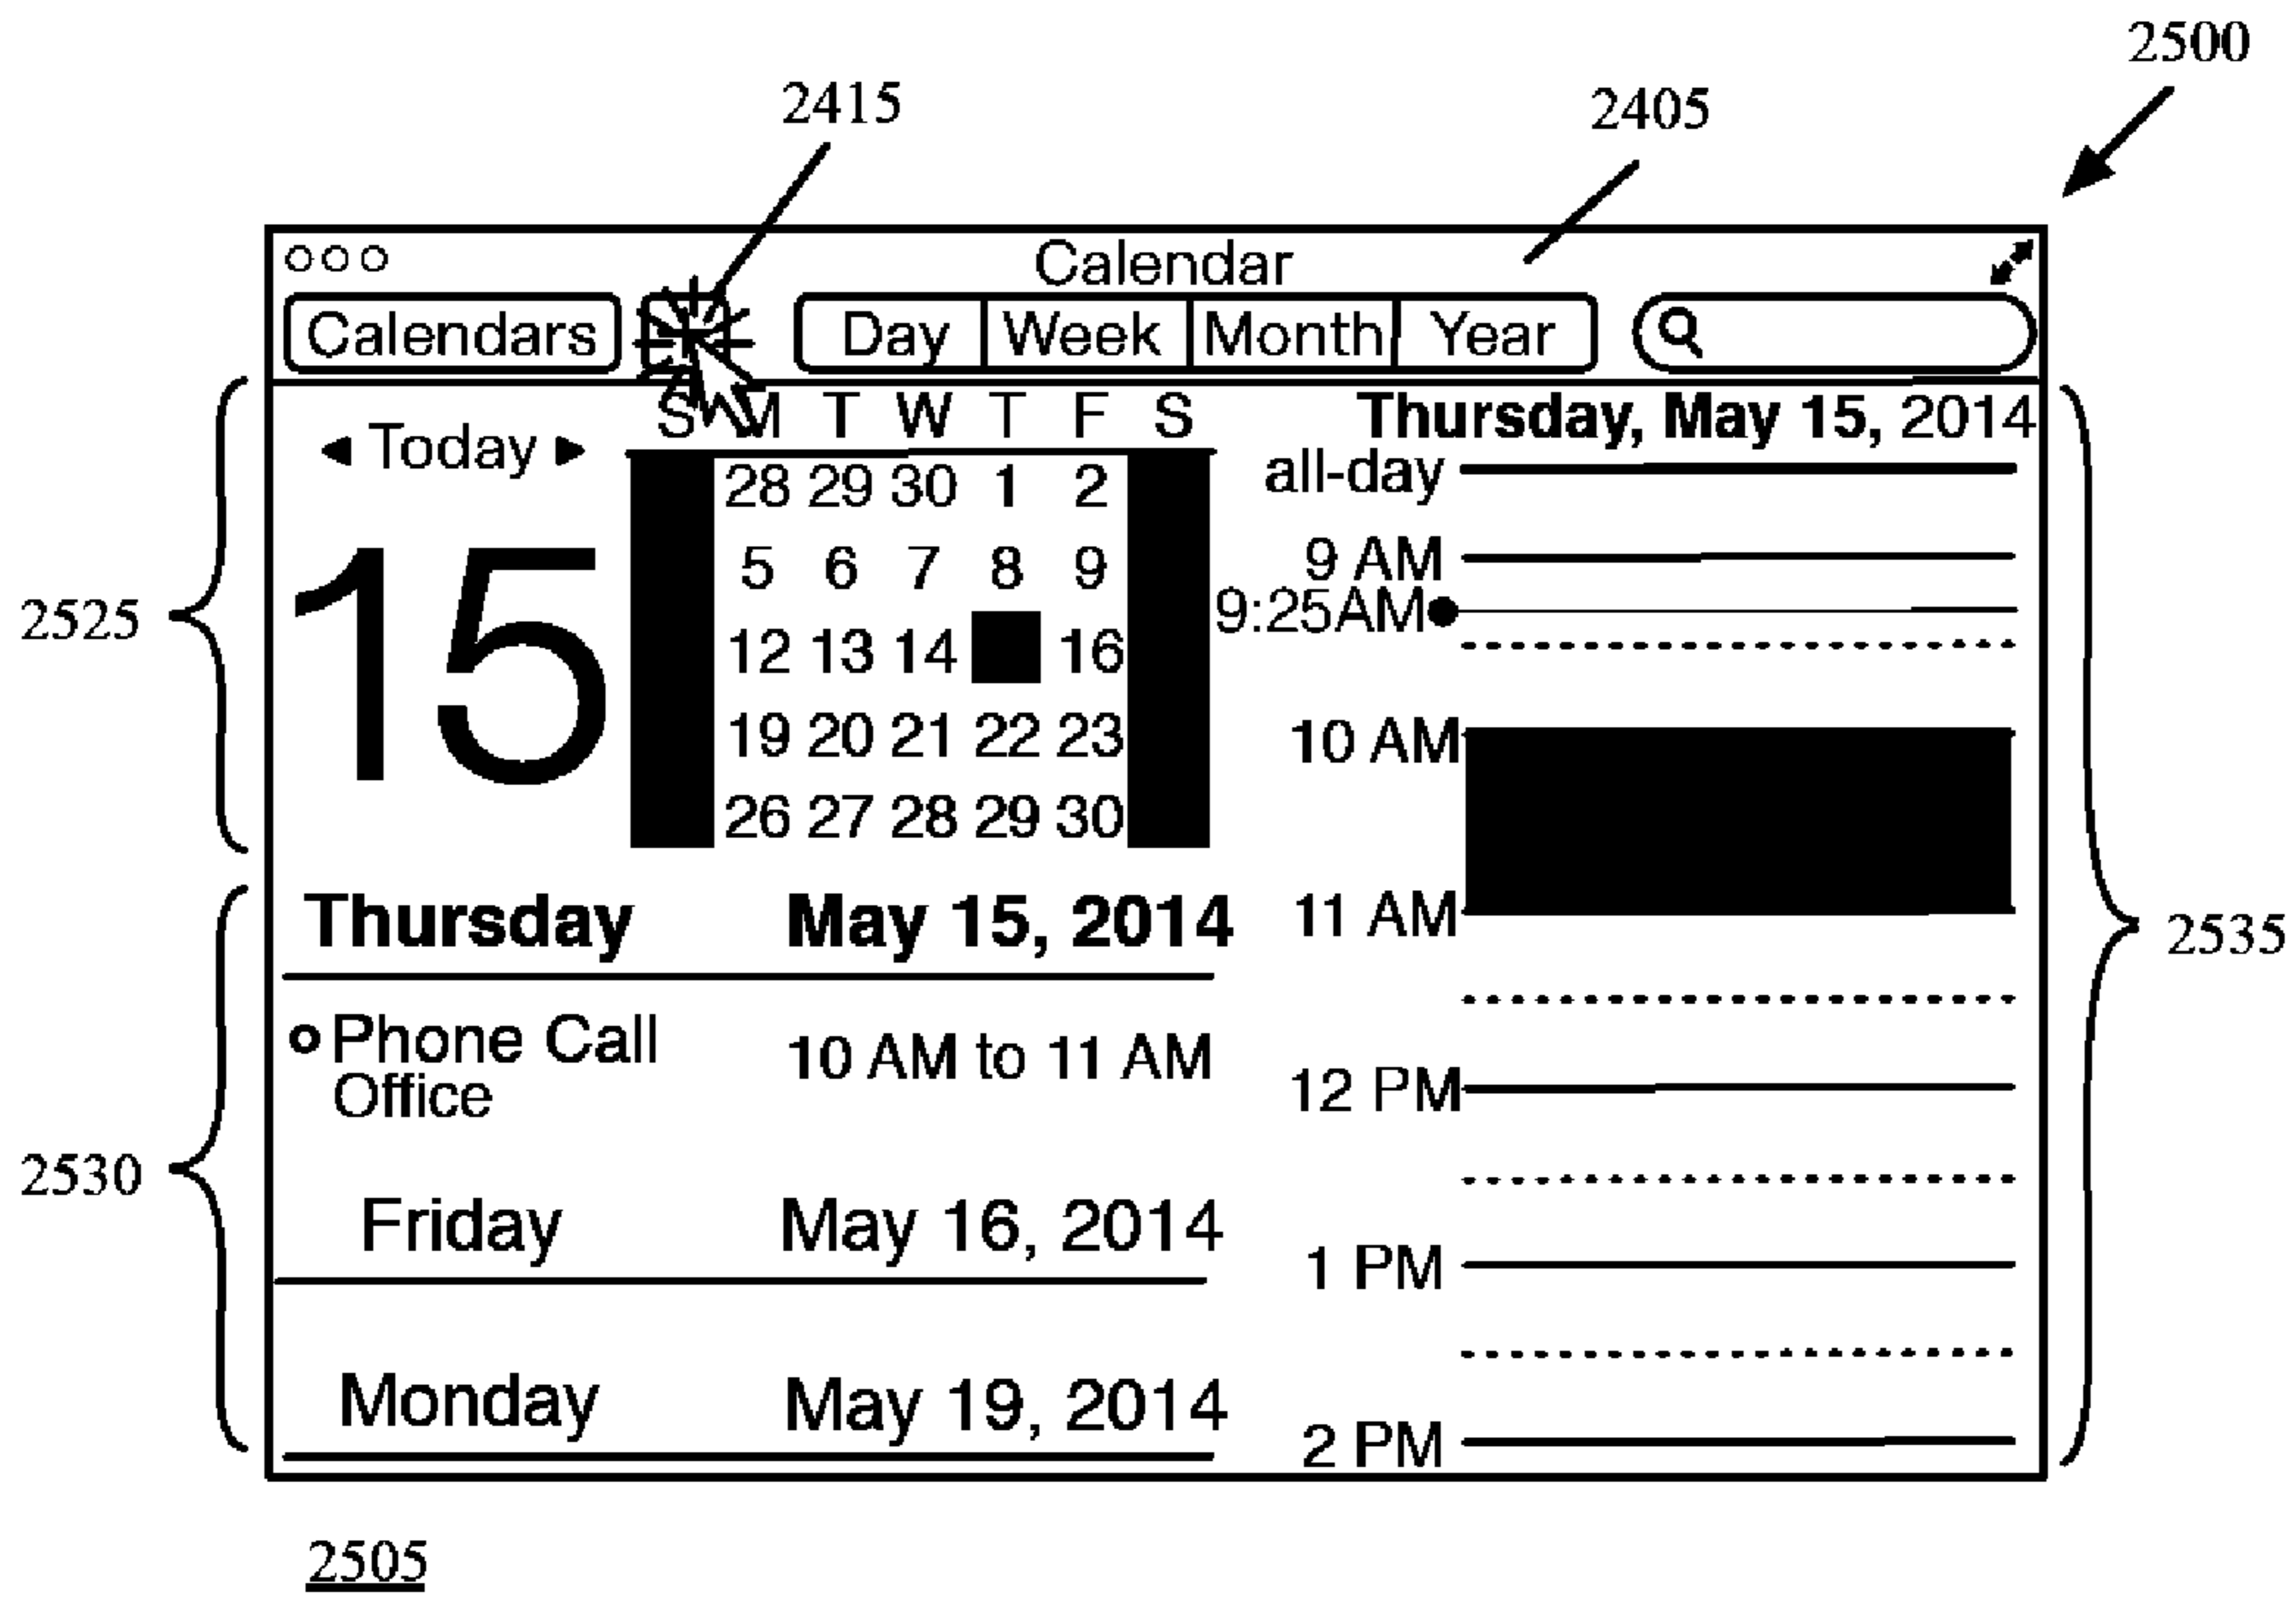 2500
2415
2405
Calendar
Calendars
Day Week Month Year
S M T W T F S
Today
28 29 30 1 2
5 6 7 8 9
12 13 14 16
19 20 21 22 23
26 27 28 29 30
15
2525
Thursday May 15, 2014
Phone Call 10 AM to 11 AM
Office
Friday May 16, 2014
Monday May 19, 2014
2530
Thursday, May 15, 2014
all-day
9 AM
9:25AM
10 AM
11 AM
12 PM
1 PM
2 PM
2535
2505